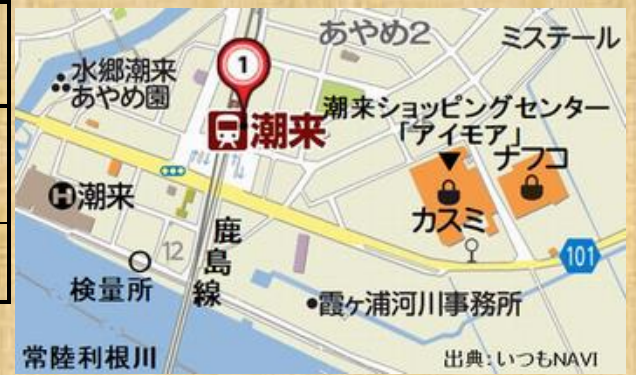 あやめ2
ミステール
1
水郷潮来
あやめ園
潮来
潮来ショッピングセンター
「アイモア」
ナフコ
カスミ
H潮来
鹿島線
12
101
検量所
霞ヶ浦河川事務所
常陸利根川
出典:いつもNAVI